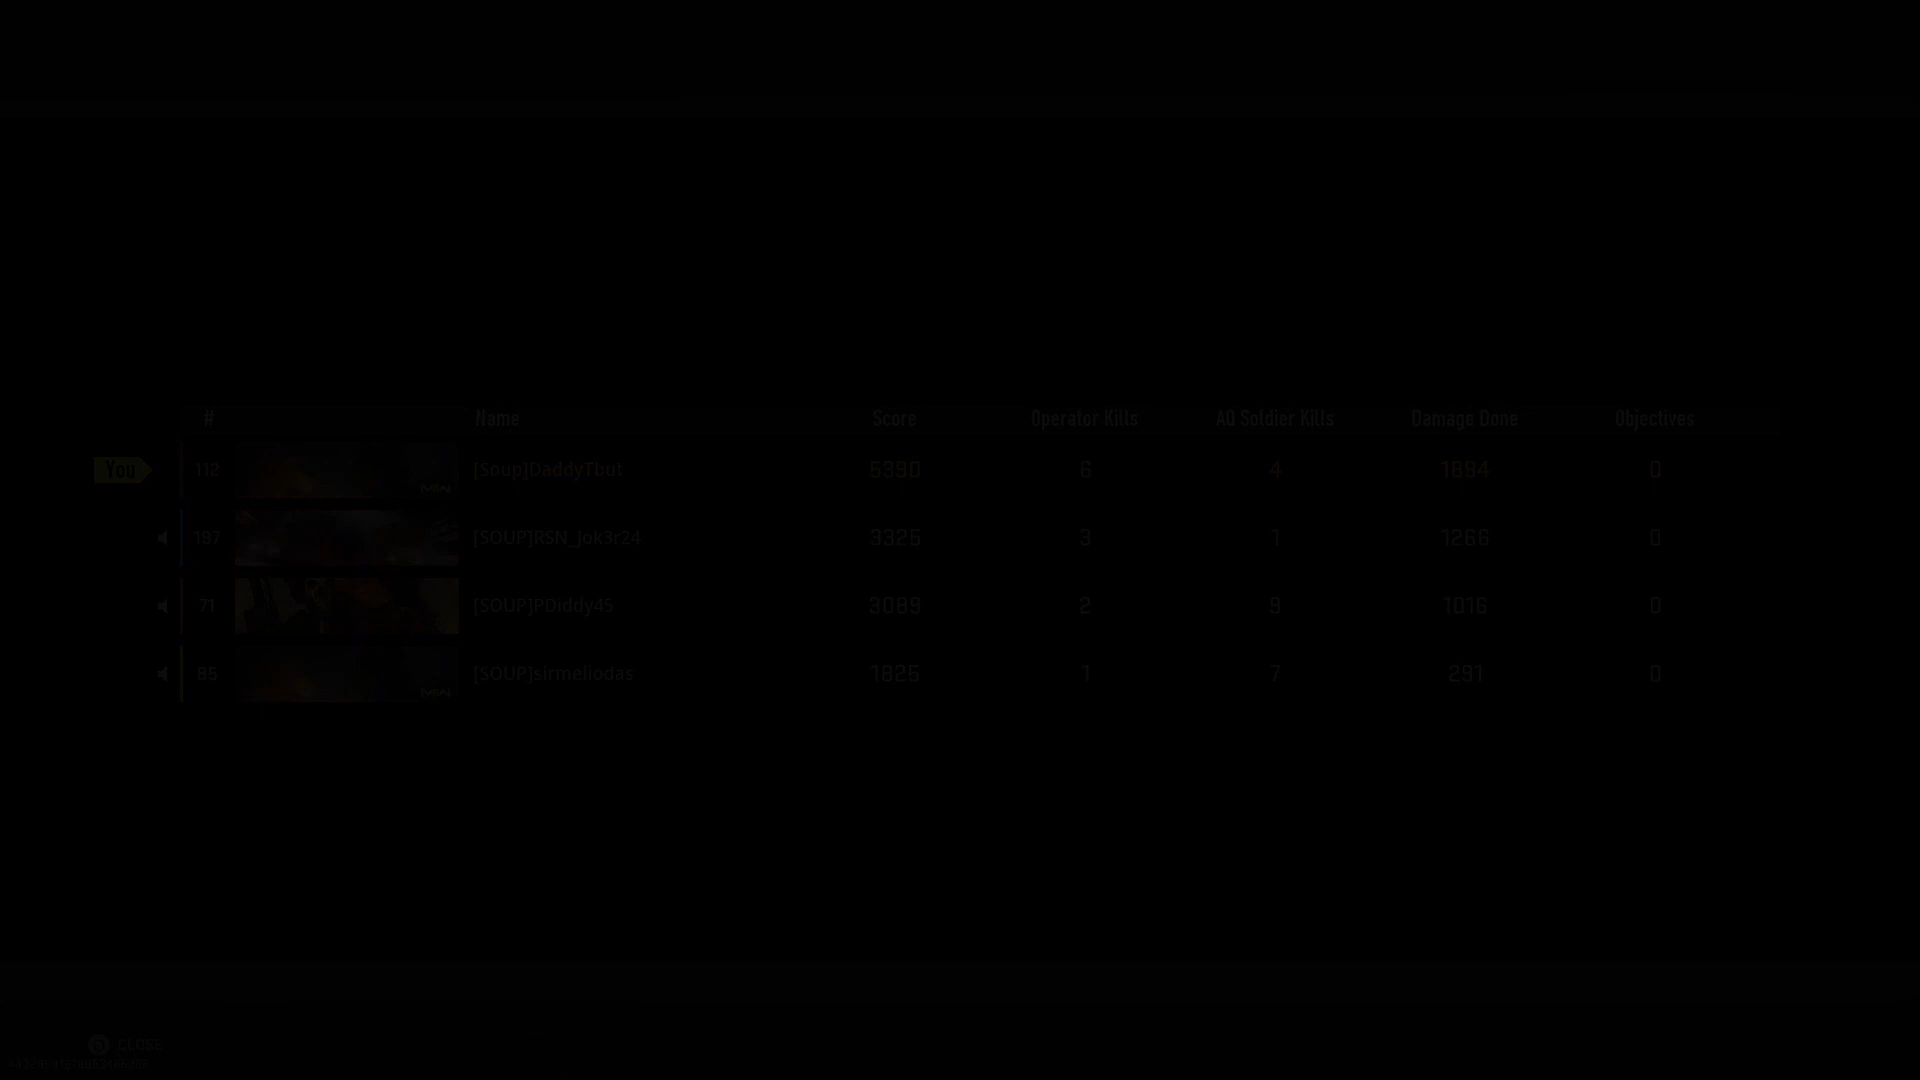 # Name Score Operator Kills AQ Soldier Kills Damage Done Objectives
You 112 [Soup]DaddyTbut 5390 6 4 1894 0
197 [SOUP]RSN_Jok3r24 3325 3 1 1266 0
71 [SOUP]PDiddy45 3089 2 9 1016 0
85 [SOUP]sirmeliodas 1825 1 7 291 0
CLOSE